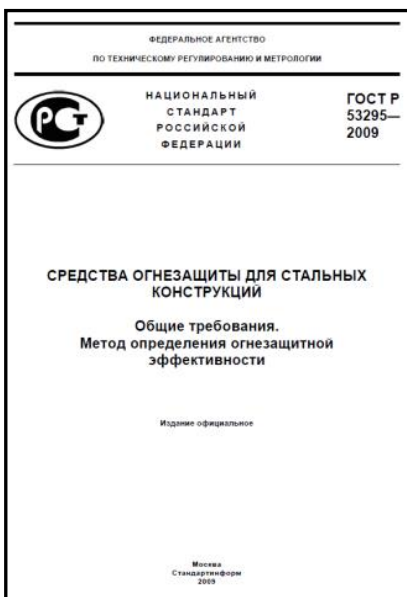 ФЕДЕРАЛЬНОЕ АГЕНТСТВО
ПО ТЕХНИЧЕСКОМУ РЕГУЛИРОВАНИЮ И МЕТРОЛОГИИ
РСТ
НАЦИОНАЛЬНЫЙ
СТАНДАРТ
РОССИЙСКОЙ
ФЕДЕРАЦИИ
ГОСТ Р
53295—
2009
СРЕДСТВА ОГНЕЗАЩИТЫ ДЛЯ СТАЛЬНЫХ
КОНСТРУКЦИЙ
Общие требования.
Метод определения огнезащитной
эффективности
Издание официальное
Москва
Стандартинформ
2009